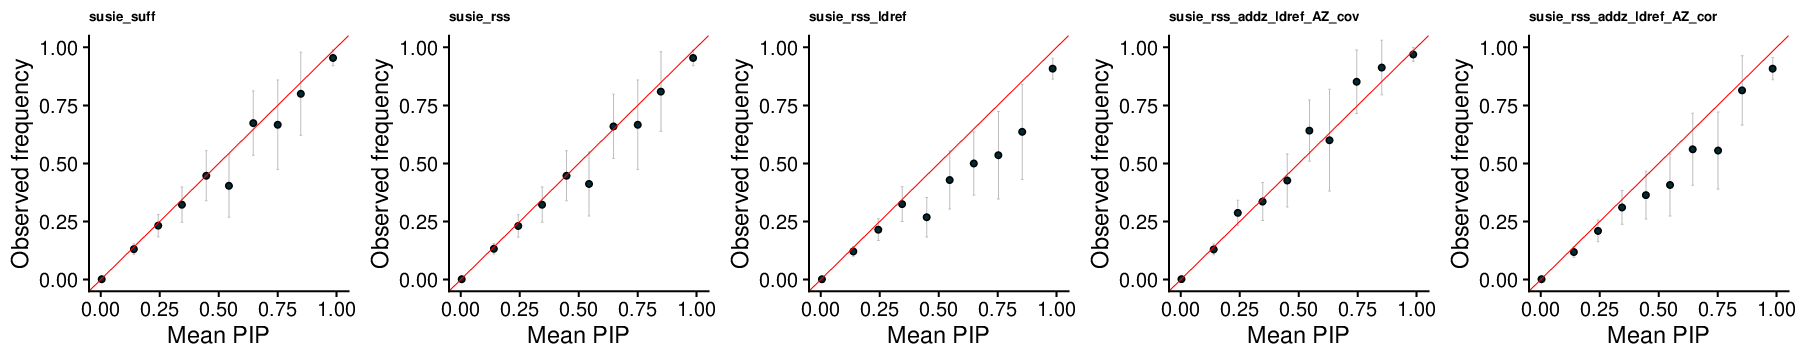 susie_suff
1.00
0.75
0.50
0.25
0.00
Observed frequency
0.00 0.25 0.50 0.75 1.00
Mean PIP
susie_rss
1.00
0.75
0.50
0.25
0.00
Observed frequency
0.00 0.25 0.50 0.75 1.00
Mean PIP
susie_rss_ldref
1.00
0.75
0.50
0.25
0.00
Observed frequency
0.00 0.25 0.50 0.75 1.00
Mean PIP
susie_rss_addz_ldref_AZ_cov
1.00
0.75
0.50
0.25
0.00
Observed frequency
0.00 0.25 0.50 0.75 1.00
Mean PIP
susie_rss_addz_ldref_AZ_cor
1.00
0.75
0.50
0.25
0.00
Observed frequency
0.00 0.25 0.50 0.75 1.00
Mean PIP